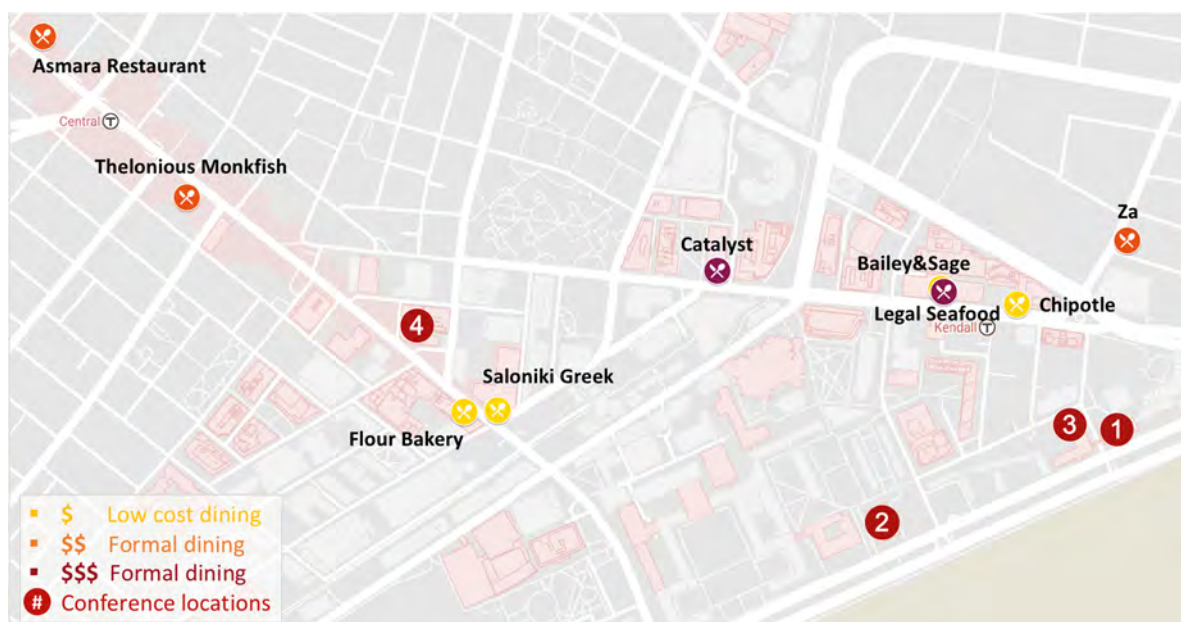 Asmara Restaurant
Central T
Thelonious Monkfish
Za
Catalyst
Bailey&Sage
Legal Seafood
Chipotle
Kendall T
4
Saloniki Greek
Flour Bakery
3
1
2
$ Low cost dining
$$ Formal dining
$$$ Formal dining
# Conference locations